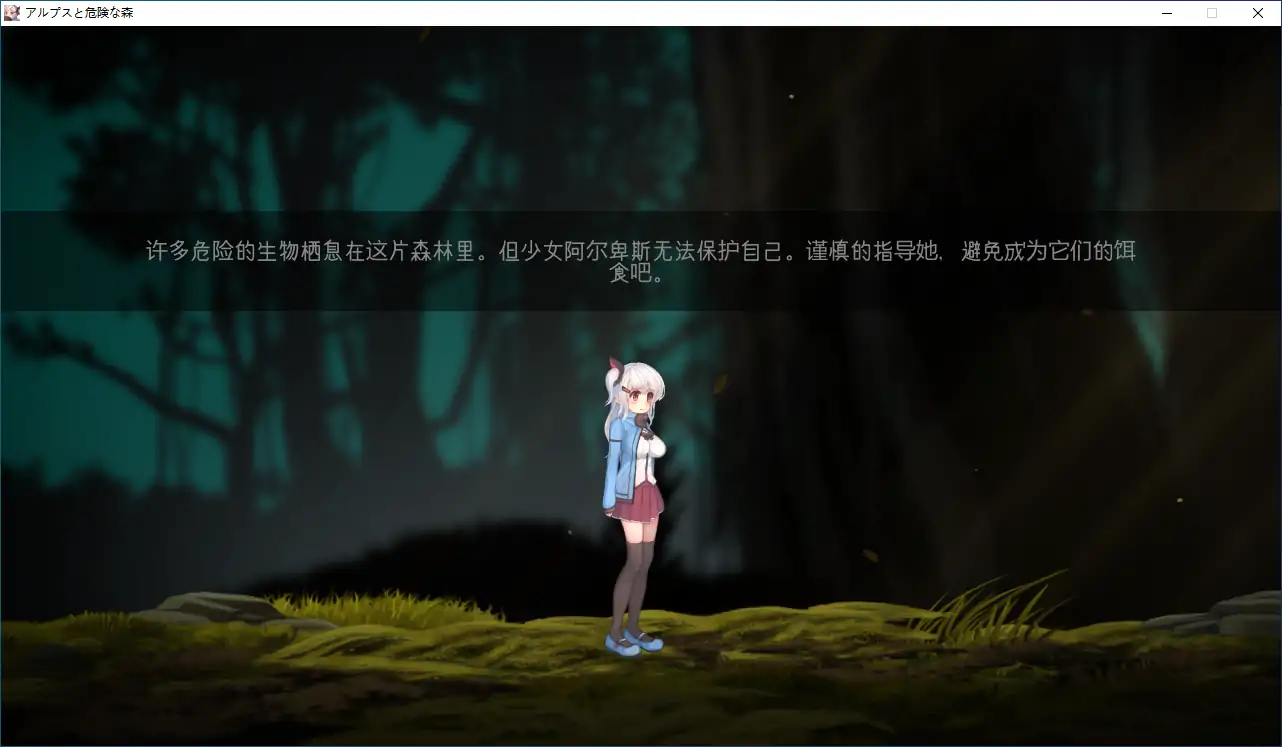 アルプスと危険な森
许多危险的生物栖息在这片森林里。但少女阿尔卑斯无法保护自己。谨慎的指导她，避免成为它们的饵
食吧。